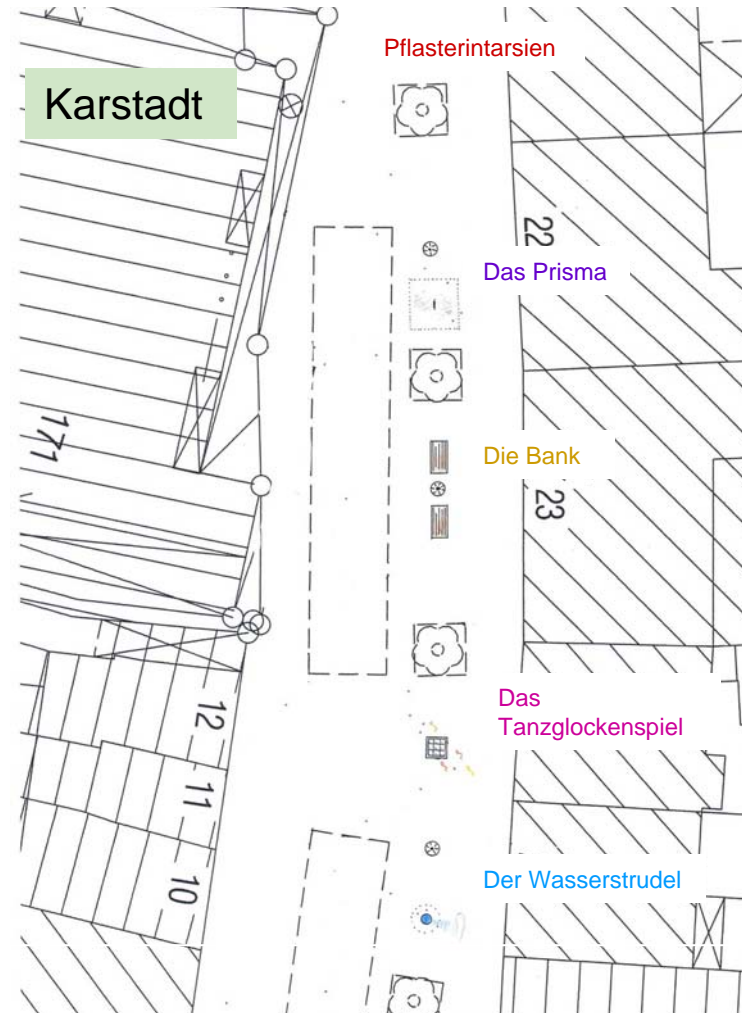 Pflasterintarsien
Karstadt
22
Das Prisma
171
Die Bank
23
Das
Tanzglockenspiel
12
11
10
Der Wasserstrudel